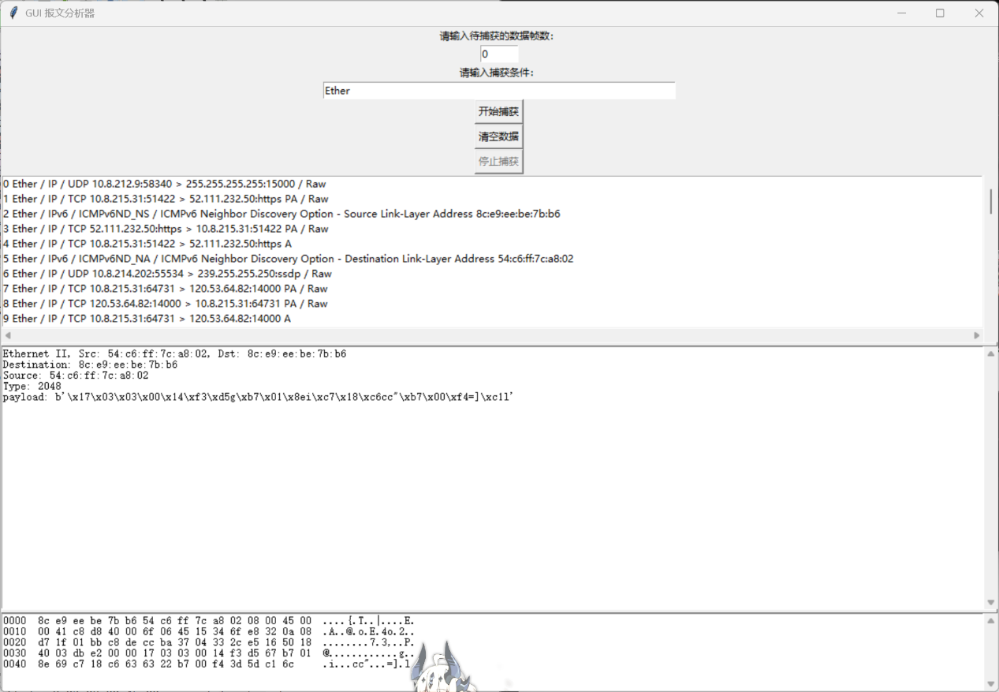 GUI 报文分析器
请输入待捕获的数据帧数:
0
请输入捕获条件:
Ether
开始捕获
清空数据
停止捕获
0 Ether / IP / UDP 10.8.212.9:58340 > 255.255.255.255:15000 / Raw
1 Ether / IP / TCP 10.8.215.31:51422 > 52.111.232.50:https PA / Raw
2 Ether / IPv6 / ICMPv6ND_NS / ICMPv6 Neighbor Discovery Option - Source Link-Layer Address 8c:e9:ee:be:7b:b6
3 Ether / IP / TCP 52.111.232.50:https > 10.8.215.31:51422 PA / Raw
4 Ether / IP / TCP 10.8.215.31:51422 > 52.111.232.50:https A
5 Ether / IPv6 / ICMPv6ND_NA / ICMPv6 Neighbor Discovery Option - Destination Link-Layer Address 54:c6:ff:7c:a8:02
6 Ether / IP / UDP 10.8.214.202:55534 > 239.255.255.250:ssdp / Raw
7 Ether / IP / TCP 10.8.215.31:64731 > 120.53.64.82:14000 PA / Raw
8 Ether / IP / TCP 120.53.64.82:14000 > 10.8.215.31:64731 PA / Raw
9 Ether / IP / TCP 10.8.215.31:64731 > 120.53.64.82:14000 A
Ethernet II, Src: 54:c6:ff:7c:a8:02, Dst: 8c:e9:ee:be:7b:b6
Destination: 8c:e9:ee:be:7b:b6
Source: 54:c6:ff:7c:a8:02
Type: 2048
payload: b'\x17\x03\x03\x00\x14\xf3\xd5g\xb7\x01\x8ei\xc7\x18\xc6cc"\xb7\x00\xf4=]\xc1l'
0000 8c e9 ee be 7b b6 54 c6 ff 7c a8 02 08 00 45 00 ....{.T..|....E.
0010 00 41 c8 d8 40 00 6f 06 45 15 34 6f e8 32 0a 08 .A..@.o.E.4o.2..
0020 d7 1f 01 bb c8 de cc ba 37 04 33 2c e5 16 50 18 ........7.3,..P.
0030 40 03 db e2 00 00 17 03 03 00 14 f3 d5 67 b7 01 @............g..
0040 8e 69 c7 18 c6 63 63 22 b7 00 f4 3d 5d c1 6c .i...cc"...=].l